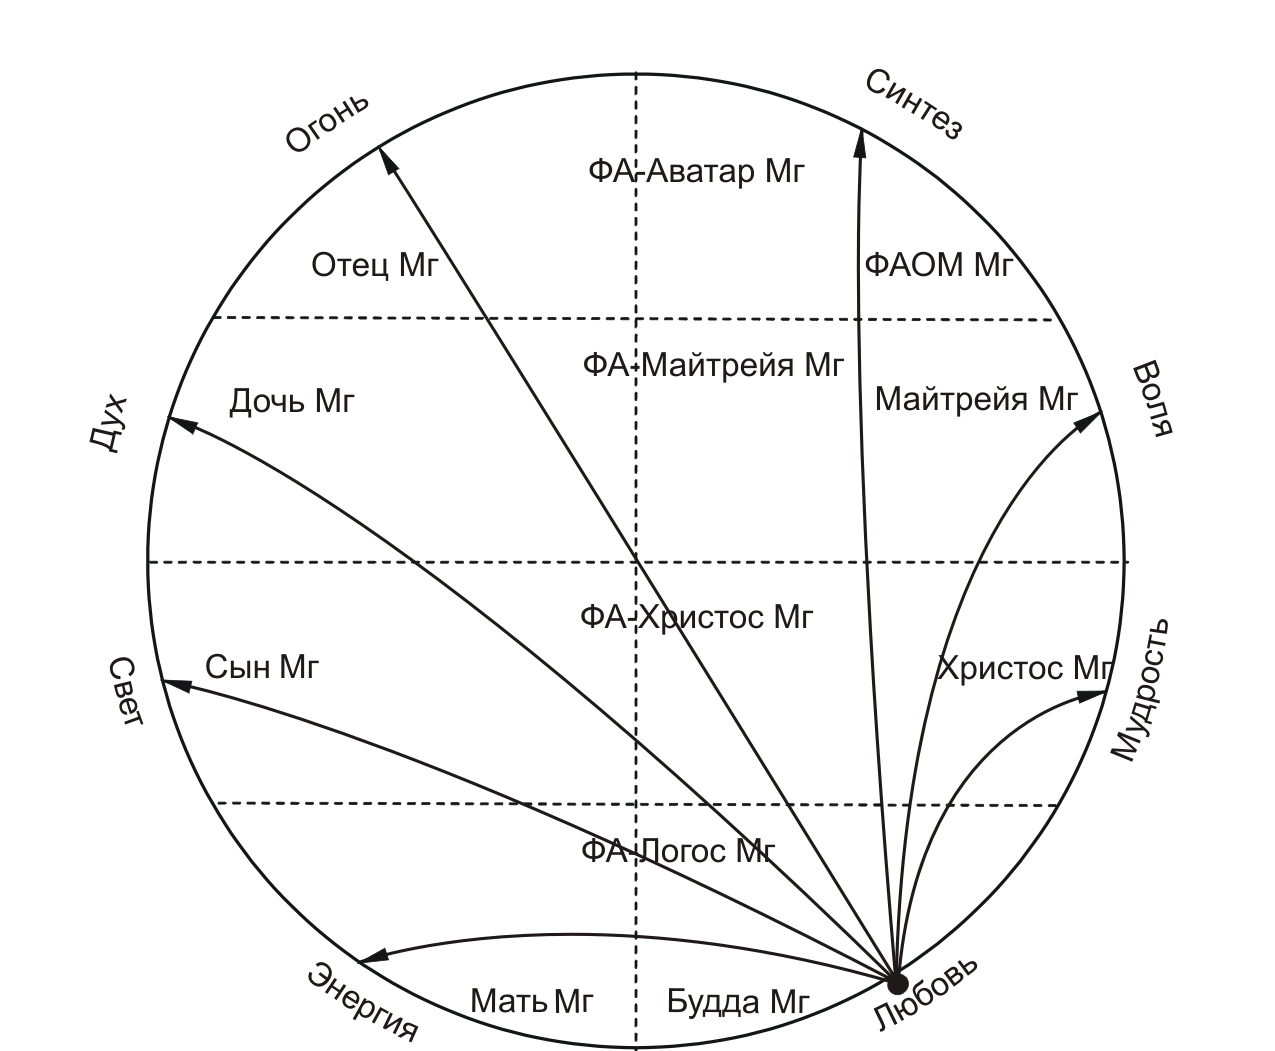 Огонь
Синтез
ФА-Аватар Мг
Отец Мг
ФАОМ Мг
ФА-Майтрейя Мг
Дух
Дочь Мг
Майтрейя Мг
Воля
ФА-Христос Мг
Свет
Сын Мг
Христос Мг
Мудрость
ФА-Логос Мг
Энергия
Мать Мг
Будда Мг
Любовь